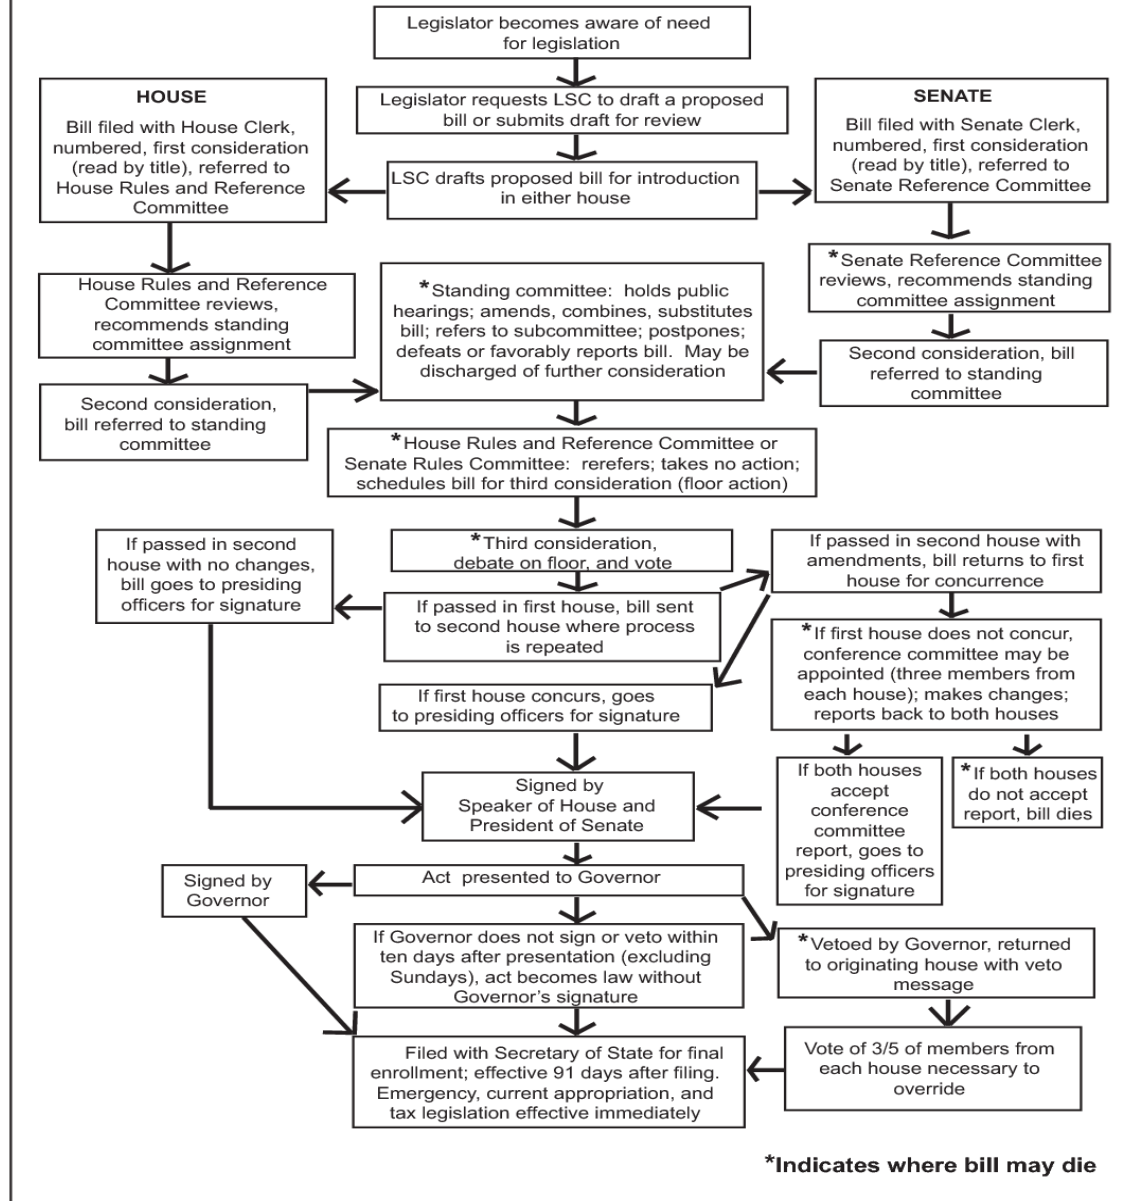 Legislator becomes aware of need
for legislation
HOUSE
Bill filed with House Clerk,
numbered, first consideration
(read by title), referred to
House Rules and Reference
Committee
Legislator requests LSC to draft a proposed
bill or submits draft for review
SENATE
Bill filed with Senate Clerk,
numbered, first consideration
(read by title), referred to
Senate Reference Committee
LSC drafts proposed bill for introduction
in either house
House Rules and Reference
Committee reviews,
recommends standing
committee assignment
*Standing committee: holds public
hearings; amends, combines, substitutes
bill; refers to subcommittee; postpones;
defeats or favorably reports bill. May be
discharged of further consideration
*Senate Reference Committee
reviews, recommends standing
committee assignment
Second consideration, bill
referred to standing
committee
Second consideration,
bill referred to standing
committee
*House Rules and Reference Committee or
Senate Rules Committee: rerefers; takes no action;
schedules bill for third consideration (floor action)
If passed in second
house with no changes,
bill goes to presiding
officers for signature
*Third consideration,
debate on floor, and vote
If passed in second house with
amendments, bill returns to first
house for concurrence
If passed in first house, bill sent
to second house where process
is repeated
*If first house does not concur,
conference committee may be
appointed (three members from
each house); makes changes;
reports back to both houses
If first house concurs, goes
to presiding officers for signature
Signed by
Speaker of House and
President of Senate
If both houses
accept
conference
committee
report, goes to
presiding officers
for signature
*If both houses
do not accept
report, bill dies
Signed by
Governor
Act presented to Governor
If Governor does not sign or veto within
ten days after presentation (excluding
Sundays), act becomes law without
Governor's signature
*Vetoed by Governor, returned
to originating house with veto
message
Filed with Secretary of State for final
enrollment; effective 91 days after filing.
Emergency, current appropriation, and
tax legislation effective immediately
Vote of 3/5 of members from
each house necessary to
override
*Indicates where bill may die